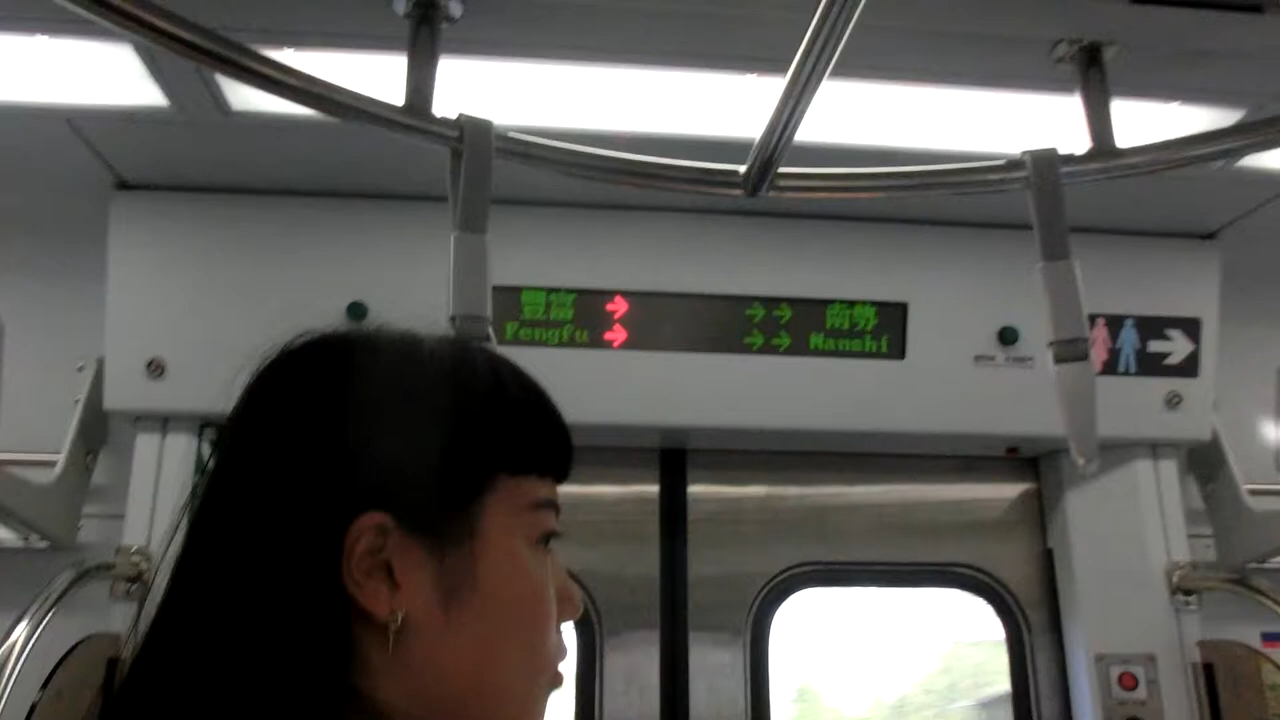 豐富 → →→ 南勢
Fengfu → →→ Nanshi